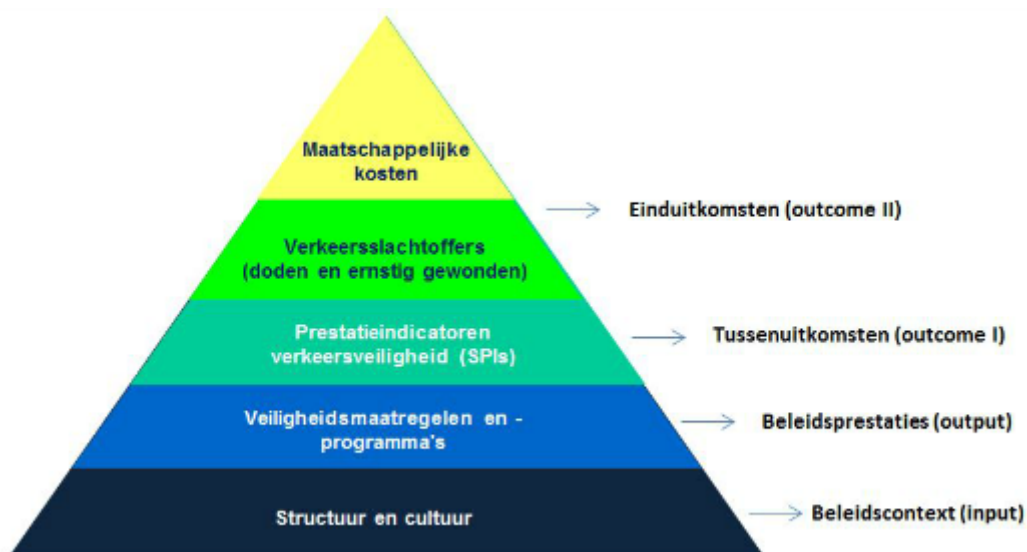 Maatschappelijke
kosten
Einduitkomsten (outcome II)
Verkeersslachtoffers
(doden en ernstig gewonden)
Prestatieindicatoren
verkeersveiligheid (SPIs)
Tussenuitkomsten (outcome I)
Veiligheidsmaatregelen en -
programma's
Beleidsprestaties (output)
Structuur en cultuur
Beleidscontext (input)